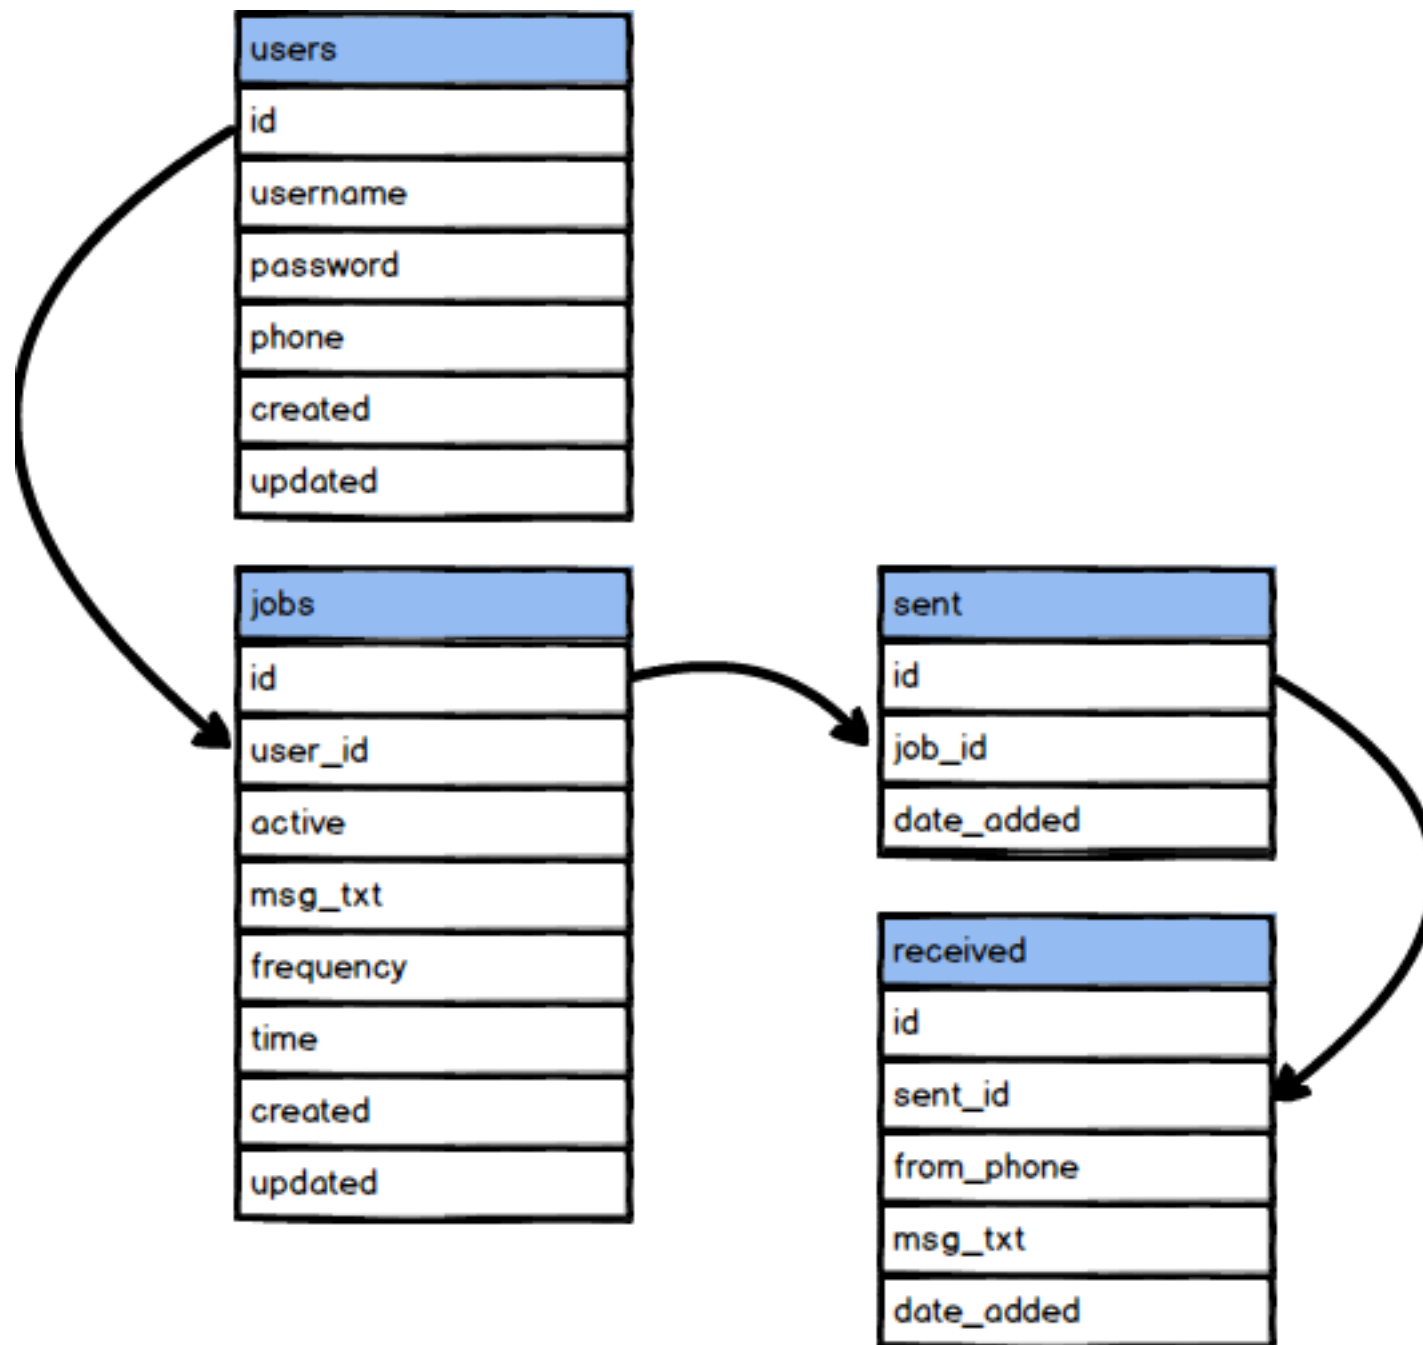 users
id
username
password
phone
created
updated
jobs
id
user_id
active
msg_txt
frequency
time
created
updated
sent
id
job_id
date_added
received
id
sent_id
from_phone
msg_txt
date_added